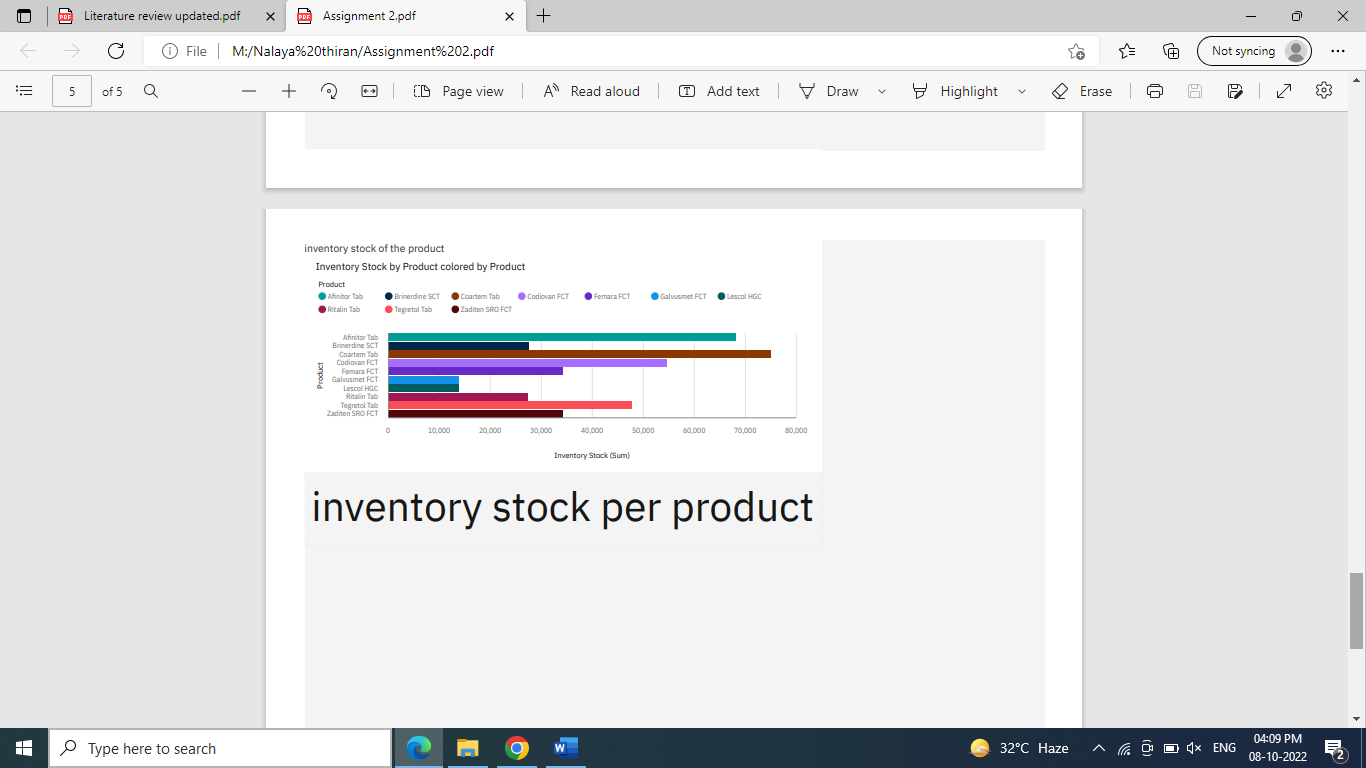 Literature review updated.pdf
Assignment 2.pdf
File
M:/Nalaya%20thiran/Assignment%202.pdf
Not syncing
5 of 5
Page view
Read aloud
Add text
Draw
Highlight
Erase
inventory stock of the product
Inventory Stock by Product colored by Product
Product
Afinitor Tab Brinerdine SCT Coartem Tab Codiovan FCT Femara FCT Galvusmet FCT Lescol HGC
Ritalin Tab Tegretol Tab Zaditen SRO FCT
Product
Afinitor Tab
Brinerdine SCT
Coartem Tab
Codiovan FCT
Femara FCT
Galvusmet FCT
Lescol HGC
Ritalin Tab
Tegretol Tab
Zaditen SRO FCT
0 10,000 20,000 30,000 40,000 50,000 60,000 70,000 80,000
Inventory Stock (Sum)
inventory stock per product
Type here to search
32°C Haze
ENG
04:09 PM
08-10-2022
2